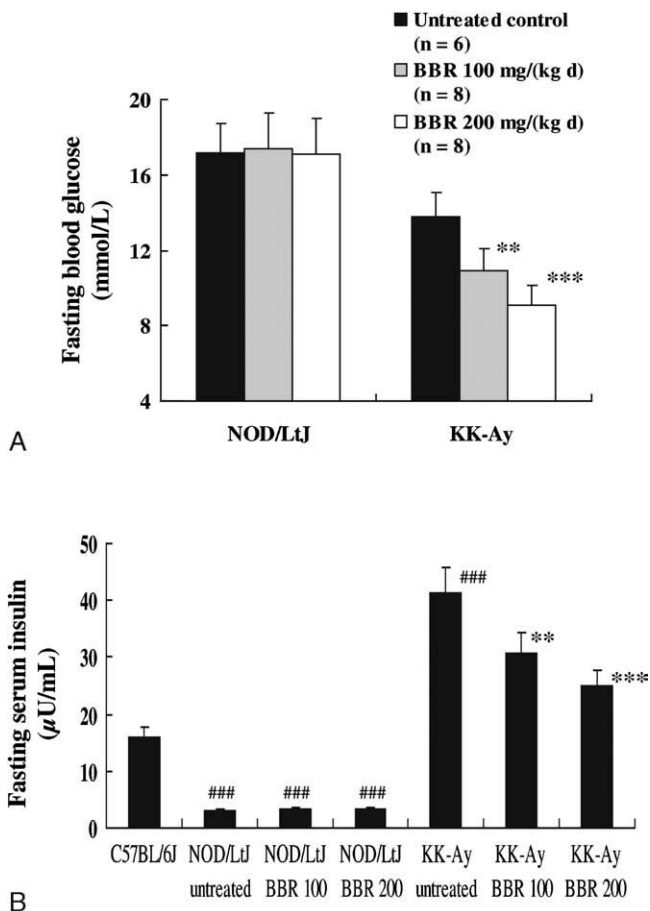 Untreated control
(n = 6)
BBR 100 mg/(kg d)
(n = 8)
BBR 200 mg/(kg d)
(n = 8)
Fasting blood glucose
(mmol/L)
20
16
12
8
4
**
***
NOD/LtJ
KK-Ay
A
Fasting serum insulin
(μU/mL)
50
40
30
20
10
0
###
###
###
###
**
***
C57BL/6J
NOD/LtJ
untreated
NOD/LtJ
BBR 100
NOD/LtJ
BBR 200
KK-Ay
untreated
KK-Ay
BBR 100
KK-Ay
BBR 200
B